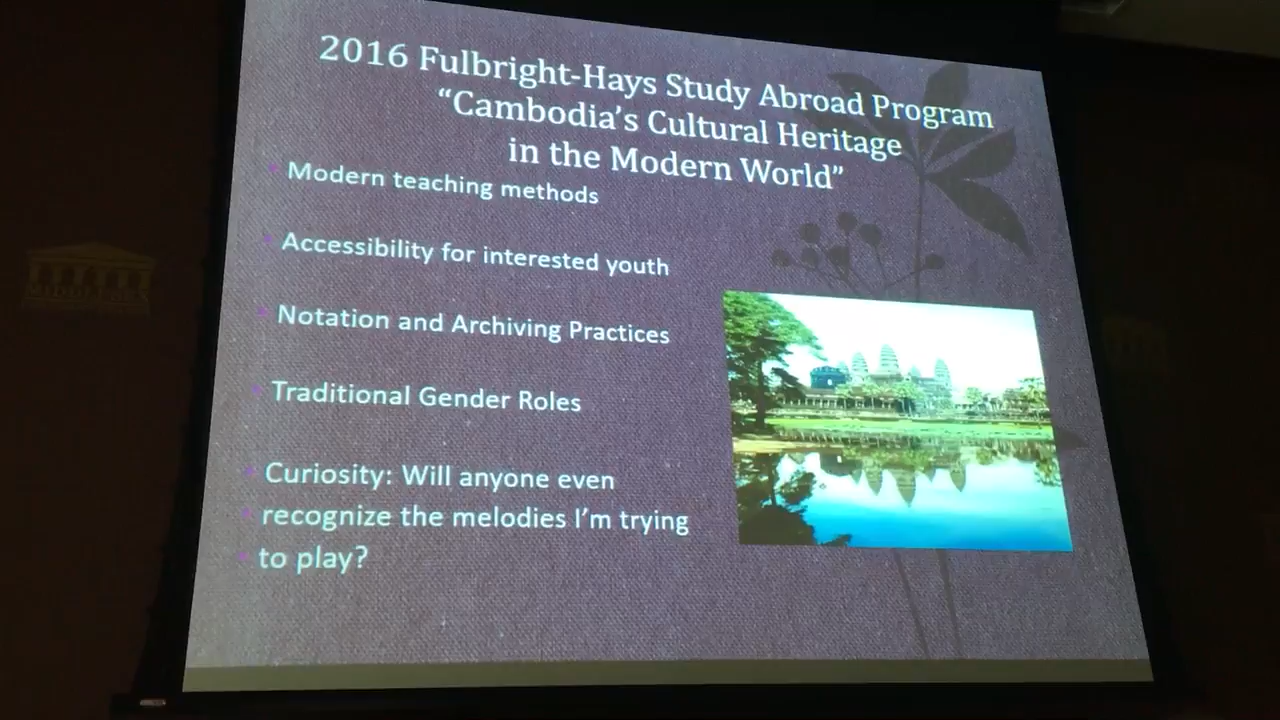 2016 Fulbright-Hays Study Abroad Program
“Cambodia’s Cultural Heritage
in the Modern World”
Modern teaching methods
Accessibility for interested youth
Notation and Archiving Practices
Traditional Gender Roles
Curiosity: Will anyone even
recognize the melodies I’m trying
to play?